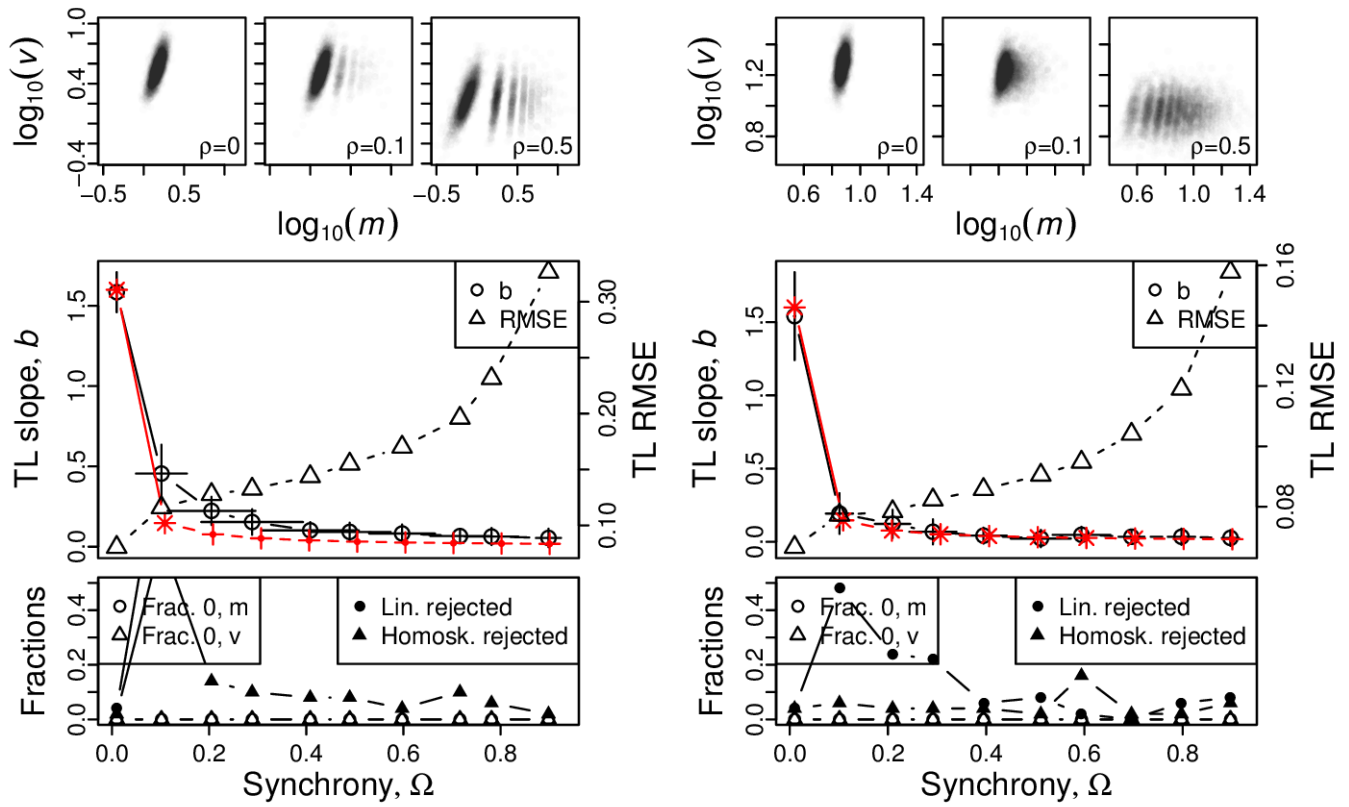 log10(v)
1.0
0.4
−0.4
ρ=0
ρ=0.1
ρ=0.5
−0.5
0.5
−0.5
0.5
log10(m)
log10(v)
1.2
0.8
ρ=0
ρ=0.1
ρ=0.5
0.6
1.0
1.4
0.6
1.0
1.4
log10(m)
TL slope, b
1.5
1.0
0.5
0.0
b
RMSE
0.30
0.20
0.10
TL RMSE
TL slope, b
1.5
1.0
0.5
0.0
b
RMSE
0.16
0.12
0.08
TL RMSE
Fractions
0.4
0.2
0.0
Frac. 0, m
Frac. 0, v
Lin. rejected
Homosk. rejected
0.0
0.2
0.4
0.6
0.8
Synchrony, Ω
Fractions
0.4
0.2
0.0
Frac. 0, m
Frac. 0, v
Lin. rejected
Homosk. rejected
0.0
0.2
0.4
0.6
0.8
Synchrony, Ω